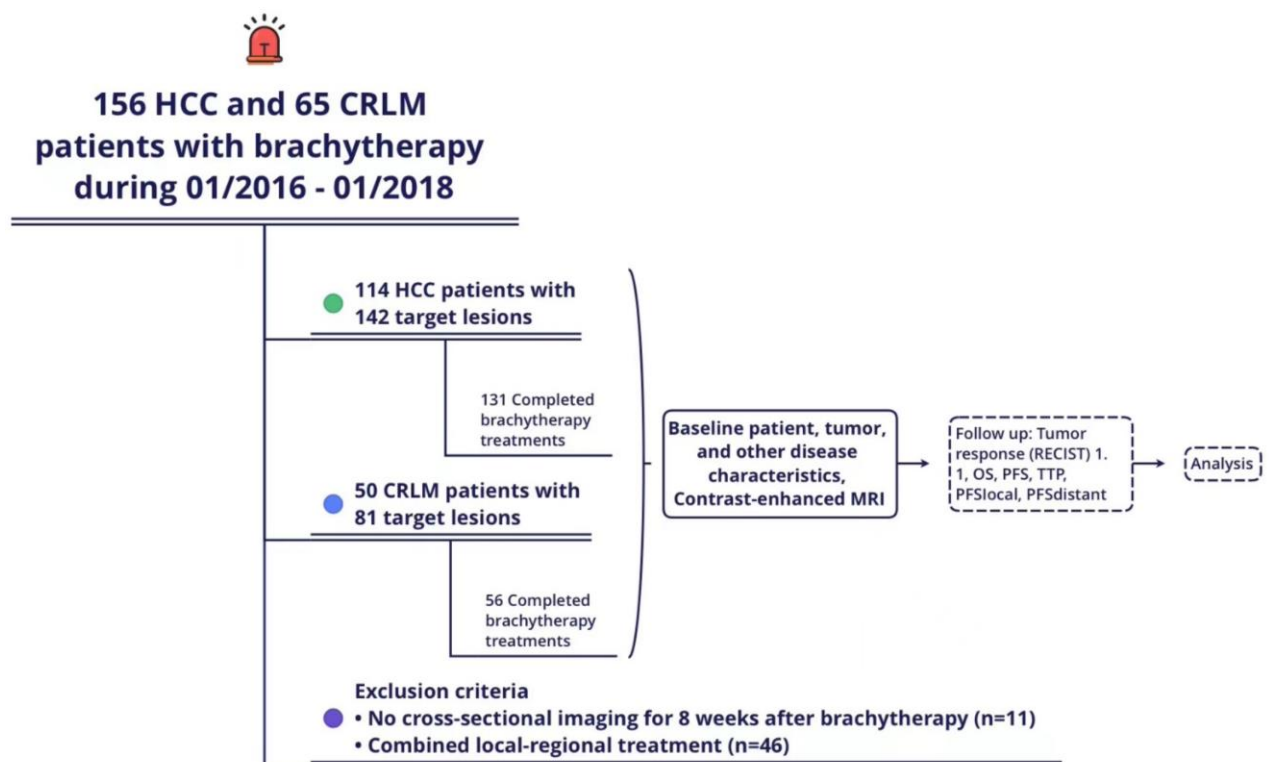 T
156 HCC and 65 CRLM
patients with brachytherapy
during 01/2016 - 01/2018
114 HCC patients with
142 target lesions
131 Completed
brachytherapy
treatments
50 CRLM patients with
81 target lesions
56 Completed
brachytherapy
treatments
Baseline patient, tumor,
and other disease
characteristics,
Contrast-enhanced MRI
Follow up: Tumor
response (RECIST) 1.
1, OS, PFS, TTP,
PFSlocal, PFSdistant
Analysis
Exclusion criteria
• No cross-sectional imaging for 8 weeks after brachytherapy (n=11)
• Combined local-regional treatment (n=46)